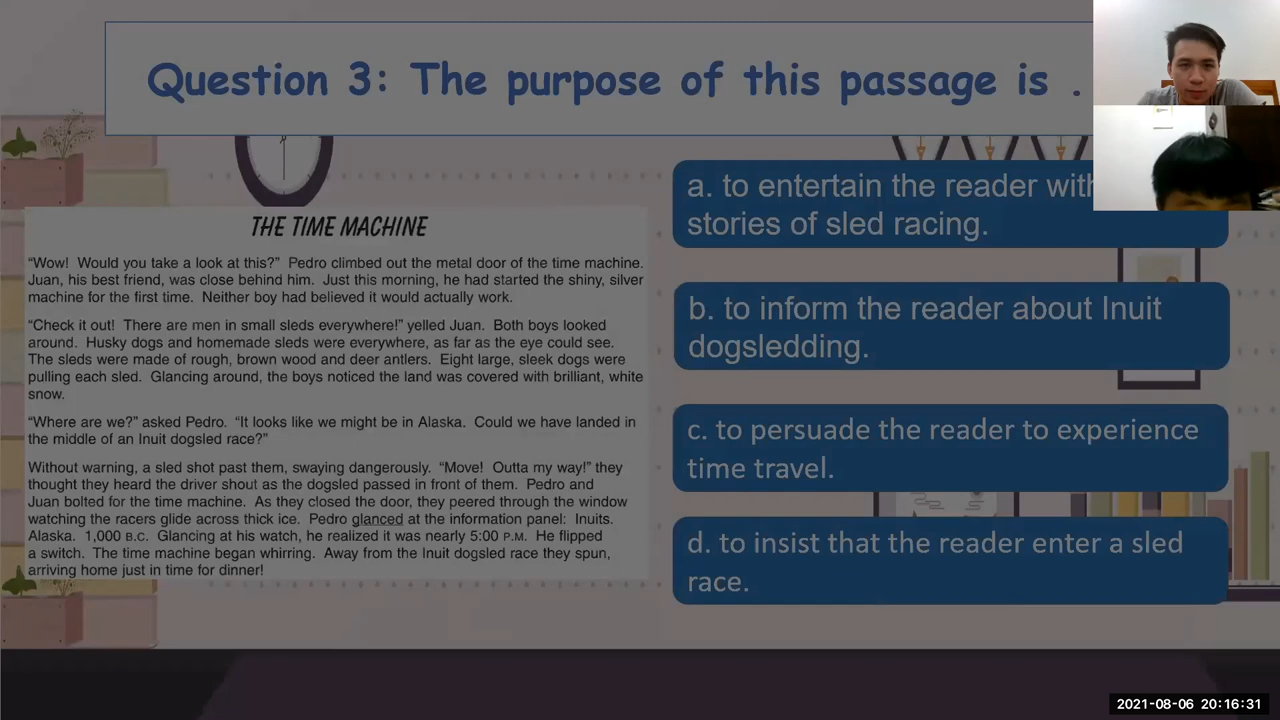 Question 3: The purpose of this passage is .
a. to entertain the reader with
stories of sled racing.
b. to inform the reader about Inuit
dogsledding.
c. to persuade the reader to experience
time travel.
d. to insist that the reader enter a sled
race.
THE TIME MACHINE
“Wow! Would you take a look at this?” Pedro climbed out the metal door of the time machine.
Juan, his best friend, was close behind him. Just this morning, he had started the shiny, silver
machine for the first time. Neither boy had believed it would actually work.
“Check it out! There are men in small sleds everywhere!” yelled Juan. Both boys looked
around. Husky dogs and homemade sleds were everywhere, as far as the eye could see.
The sleds were made of rough, brown wood and deer antlers. Eight large, sleek dogs were
pulling each sled. Glancing around, the boys noticed the land was covered with brilliant, white
snow.
“Where are we?” asked Pedro. “It looks like we might be in Alaska. Could we have landed in
the middle of an Inuit dogsled race?”
Without warning, a sled shot past them, swaying dangerously. “Move! Outta my way!” they
thought they heard the driver shout as the dogsled passed in front of them. Pedro and
Juan bolted for the time machine. As they closed the door, they peered through the window
watching the racers glide across thick ice. Pedro glanced at the information panel: Inuits.
Alaska. 1,000 B.C. Glancing at his watch, he realized it was nearly 5:00 P.M. He flipped
a switch. The time machine began whirring. Away from the Inuit dogsled race they spun,
arriving home just in time for dinner!
2021-08-06 20:16:31